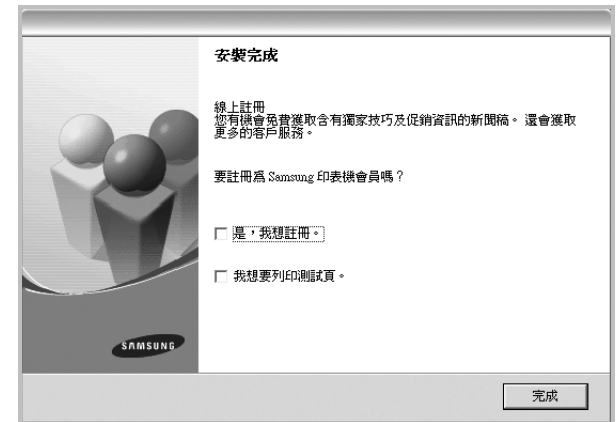 安裝完成
線上註冊
您有機會免費獲取含有獨家技巧及促銷資訊的新聞稿。還會獲取
更多的客戶服務。
要註冊為 Samsung 印表機會員嗎？
是，我想註冊。
我想要列印測試頁。
SAMSUNG
完成